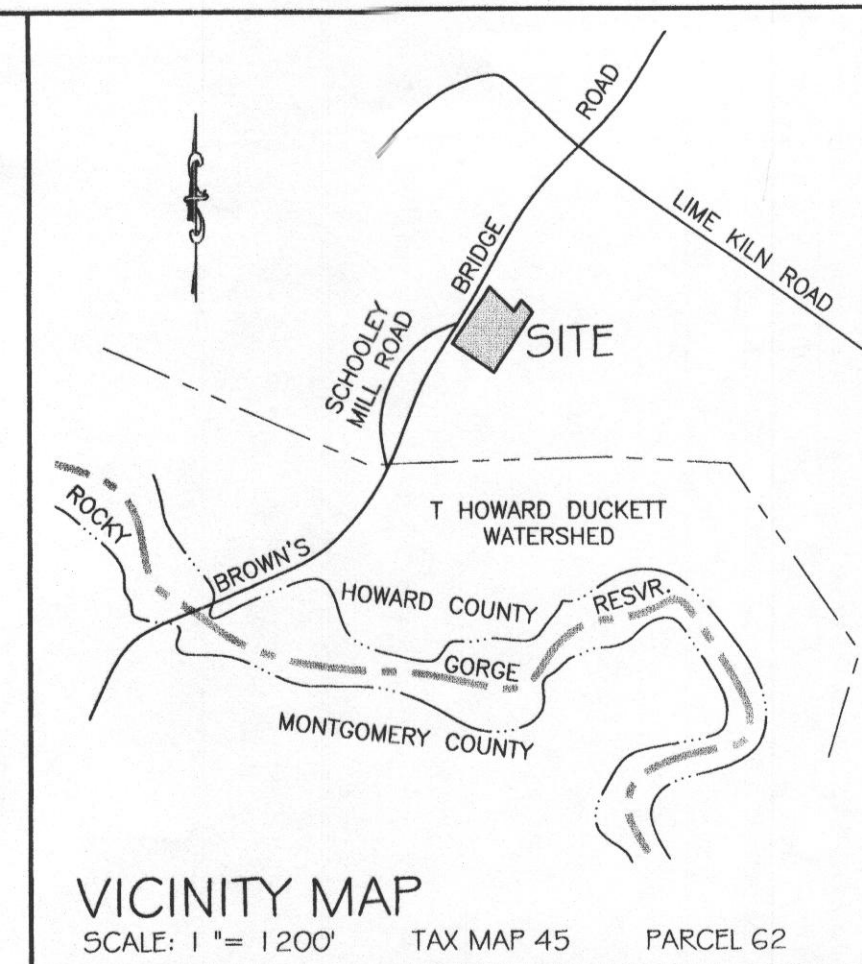 ROAD
LIME KILN ROAD
BRIDGE
SCHOOLEY
MILL ROAD
SITE
T HOWARD DUCKETT
WATERSHED
ROCKY
BROWN'S
HOWARD COUNTY
RESVR.
GORGE
MONTGOMERY COUNTY
VICINITY MAP
SCALE: 1 "= 1200' TAX MAP 45 PARCEL 62